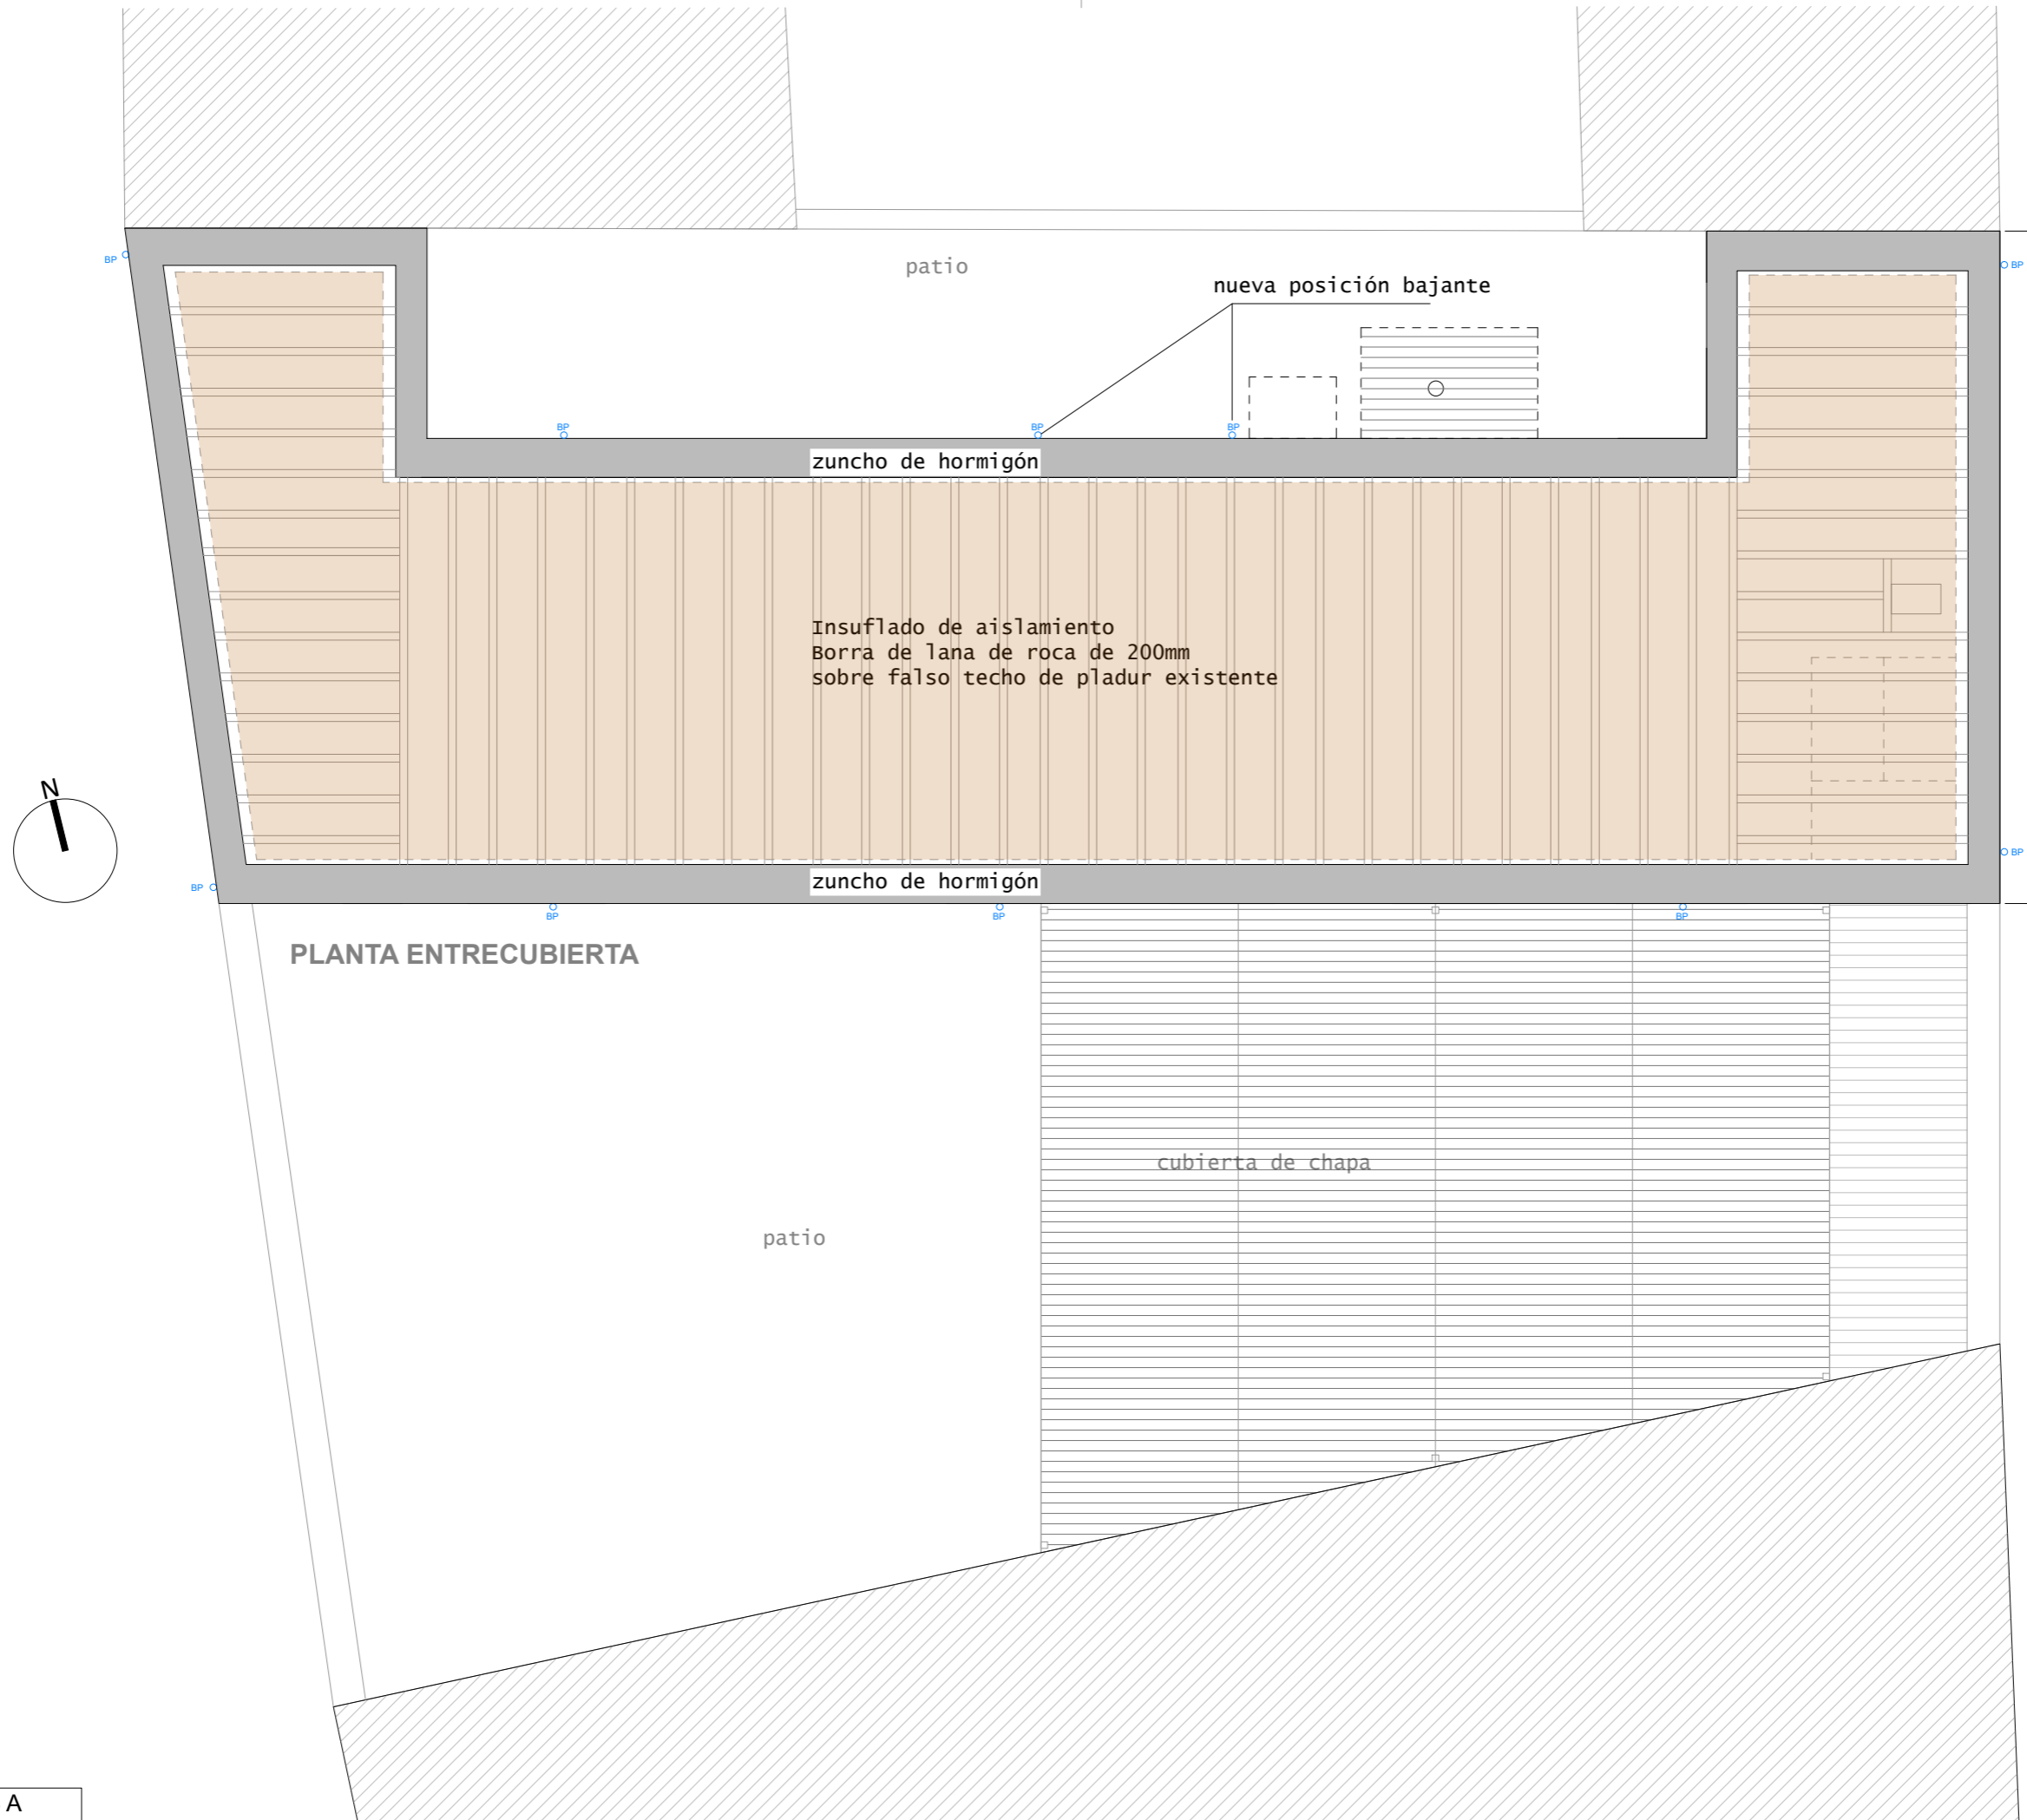 BP
BP
patio
nueva posición bajante
BP
BP
BP
zuncho de hormigón
Insuflado de aislamiento
Borra de lana de roca de 200mm
sobre falso techo de pladur existente
N
BP
zuncho de hormigón
BP
BP
BP
BP
PLANTA ENTRECUBIERTA
cubierta de chapa
patio
A